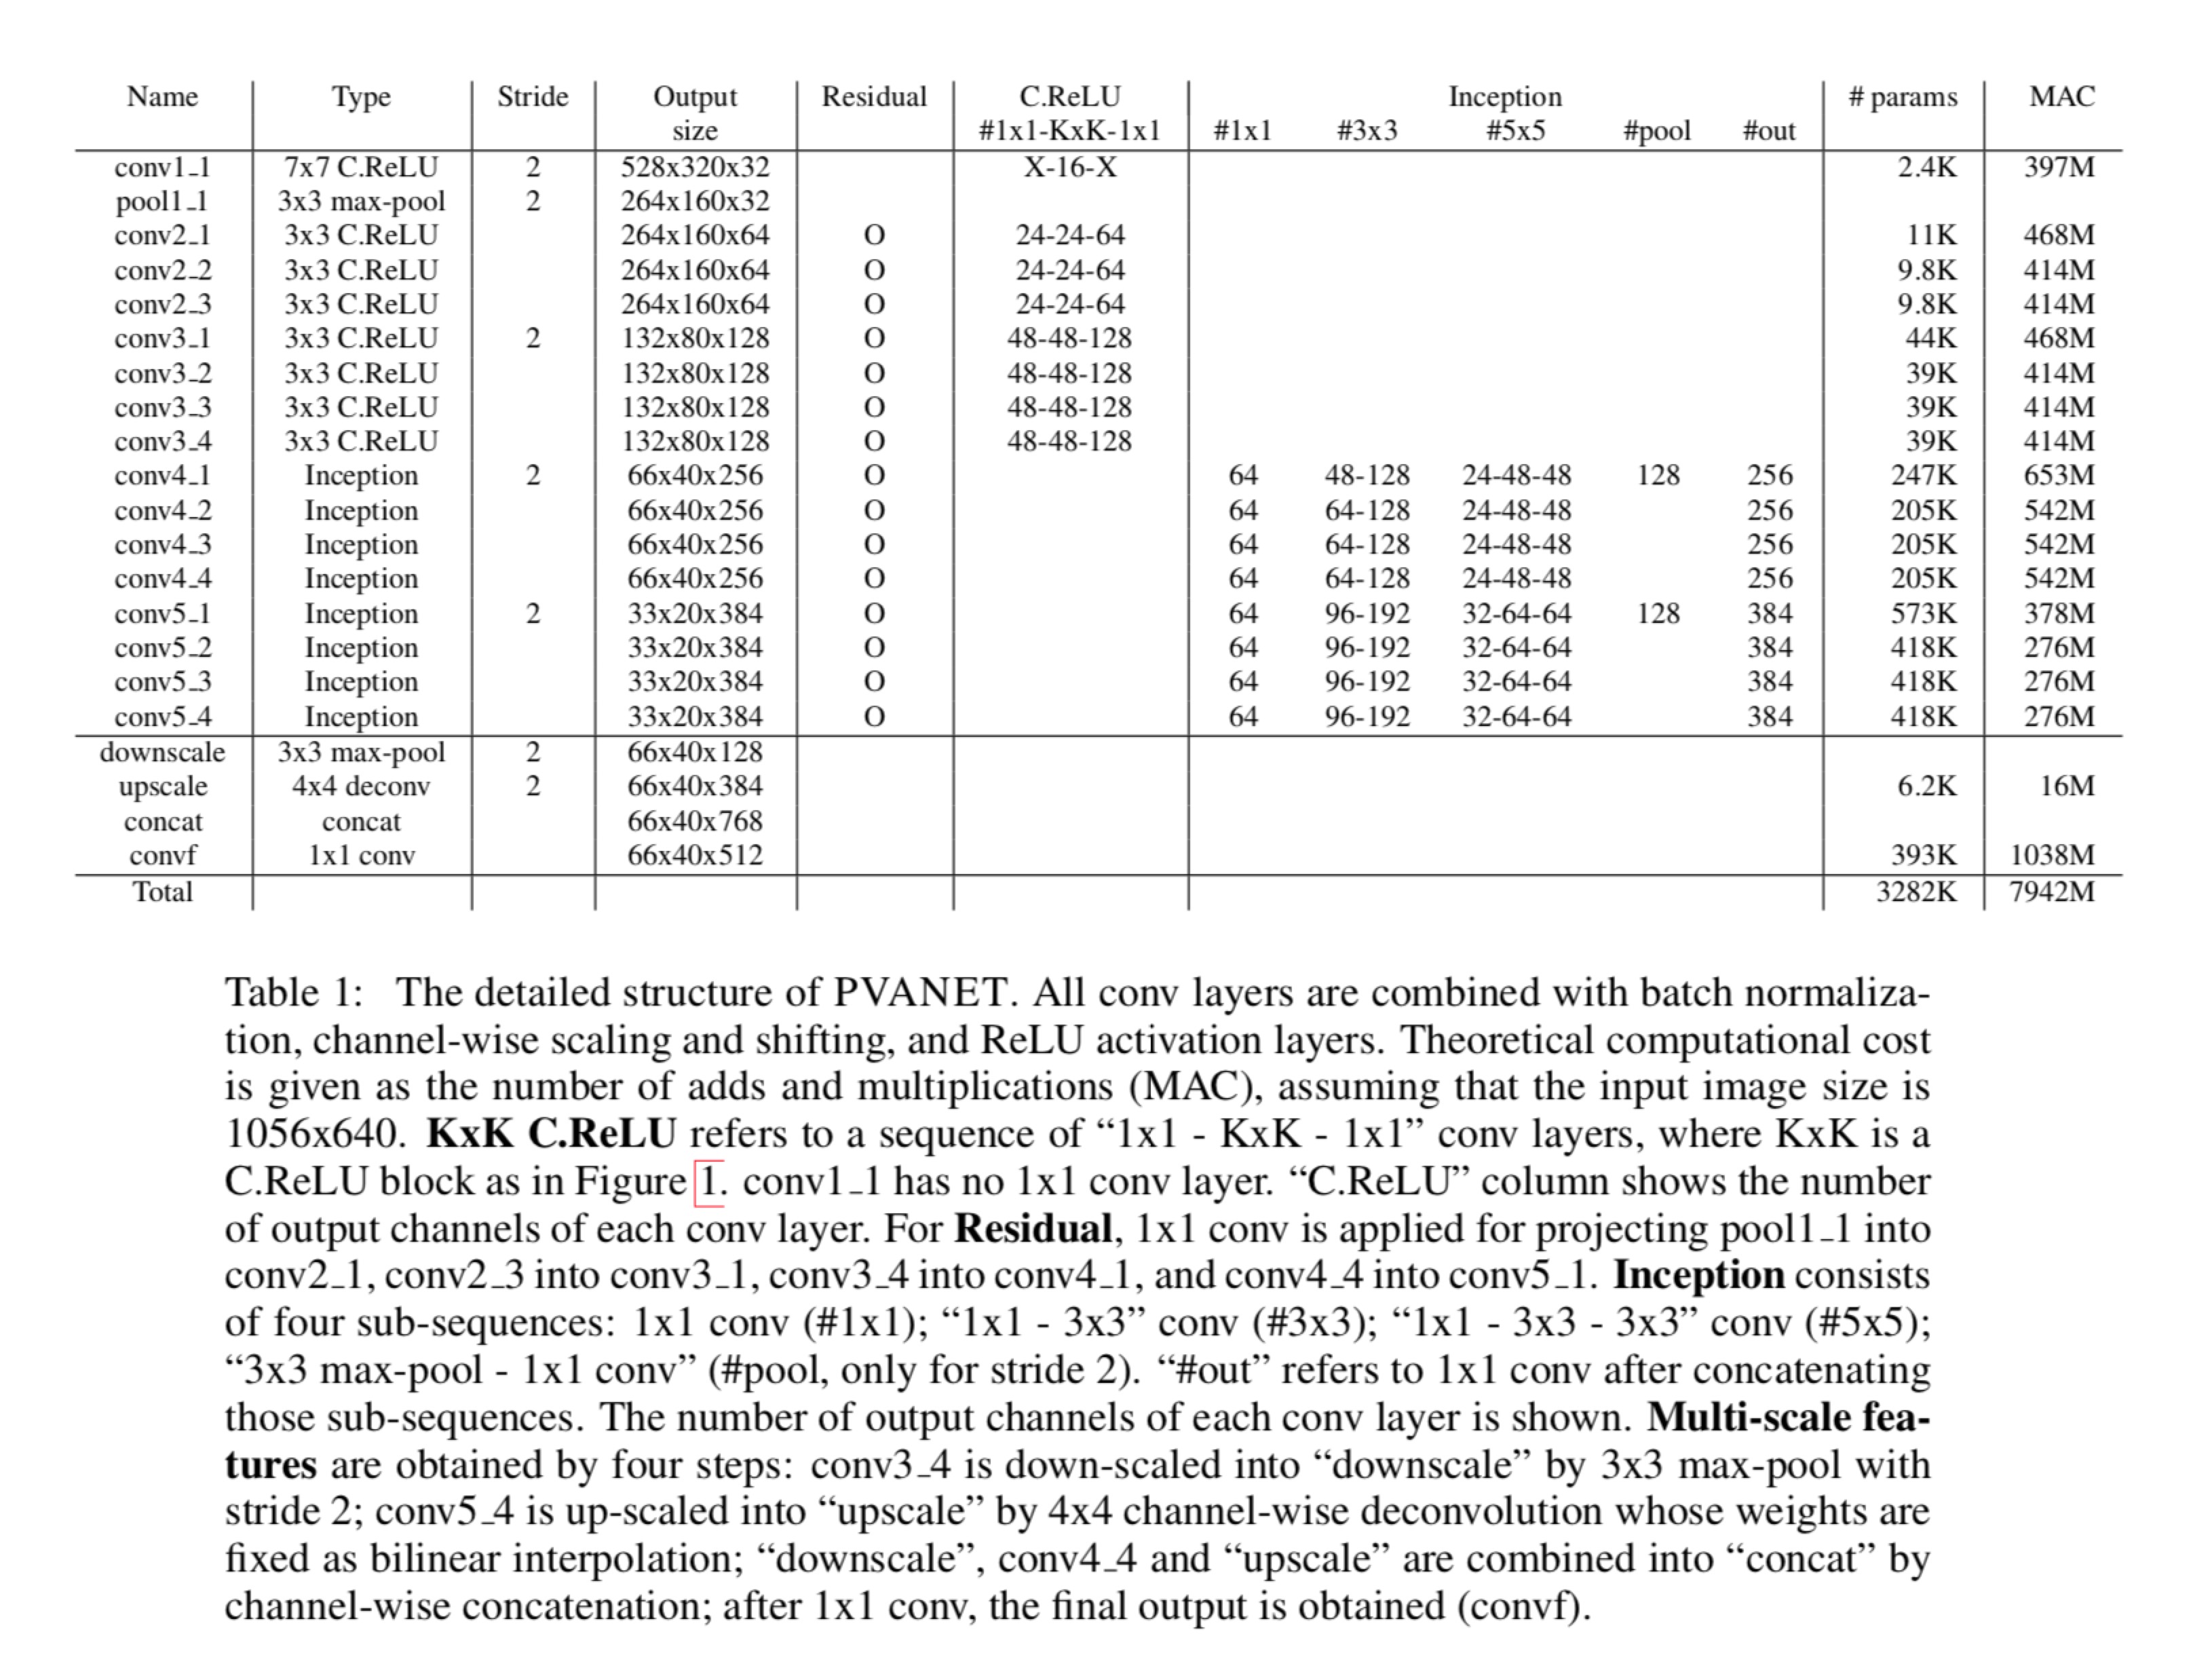 Name Type Stride Output Residual C.ReLU Inception # params MAC
size #1x1-KxK-1x1 #1x1 #3x3 #5x5 #pool #out
conv1_1 7x7 C.ReLU 2 528x320x32 X-16-X 2.4K 397M
pool1_1 3x3 max-pool 2 264x160x32
conv2_1 3x3 C.ReLU 264x160x64 O 24-24-64 11K 468M
conv2_2 3x3 C.ReLU 264x160x64 O 24-24-64 9.8K 414M
conv2_3 3x3 C.ReLU 264x160x64 O 24-24-64 9.8K 414M
conv3_1 3x3 C.ReLU 2 132x80x128 O 48-48-128 44K 468M
conv3_2 3x3 C.ReLU 132x80x128 O 48-48-128 39K 414M
conv3_3 3x3 C.ReLU 132x80x128 O 48-48-128 39K 414M
conv3_4 3x3 C.ReLU 132x80x128 O 48-48-128 39K 414M
conv4_1 Inception 2 66x40x256 O 64 48-128 24-48-48 128 256 247K 653M
conv4_2 Inception 66x40x256 O 64 64-128 24-48-48 256 205K 542M
conv4_3 Inception 66x40x256 O 64 64-128 24-48-48 256 205K 542M
conv4_4 Inception 66x40x256 O 64 64-128 24-48-48 256 205K 542M
conv5_1 Inception 2 33x20x384 O 64 96-192 32-64-64 128 384 573K 378M
conv5_2 Inception 33x20x384 O 64 96-192 32-64-64 384 418K 276M
conv5_3 Inception 33x20x384 O 64 96-192 32-64-64 384 418K 276M
conv5_4 Inception 33x20x384 O 64 96-192 32-64-64 384 418K 276M
downscale 3x3 max-pool 2 66x40x128
upscale 4x4 deconv 2 66x40x384 6.2K 16M
concat concat 66x40x768
convf 1x1 conv 66x40x512 393K 1038M
Total 3282K 7942M
Table 1: The detailed structure of PVANET. All conv layers are combined with batch normaliza-
tion, channel-wise scaling and shifting, and ReLU activation layers. Theoretical computational cost
is given as the number of adds and multiplications (MAC), assuming that the input image size is
1056x640. KxK C.ReLU refers to a sequence of “1x1 - KxK - 1x1” conv layers, where KxK is a
C.ReLU block as in Figure 1. conv1_1 has no 1x1 conv layer. “C.ReLU” column shows the number
of output channels of each conv layer. For Residual, 1x1 conv is applied for projecting pool1_1 into
conv2_1, conv2_3 into conv3_1, conv3_4 into conv4_1, and conv4_4 into conv5_1. Inception consists
of four sub-sequences: 1x1 conv (#1x1); “1x1 - 3x3” conv (#3x3); “1x1 - 3x3 - 3x3” conv (#5x5);
“3x3 max-pool - 1x1 conv” (#pool, only for stride 2). “#out” refers to 1x1 conv after concatenating
those sub-sequences. The number of output channels of each conv layer is shown. Multi-scale fea-
tures are obtained by four steps: conv3_4 is down-scaled into “downscale” by 3x3 max-pool with
stride 2; conv5_4 is up-scaled into “upscale” by 4x4 channel-wise deconvolution whose weights are
fixed as bilinear interpolation; “downscale”, conv4_4 and “upscale” are combined into “concat” by
channel-wise concatenation; after 1x1 conv, the final output is obtained (convf).